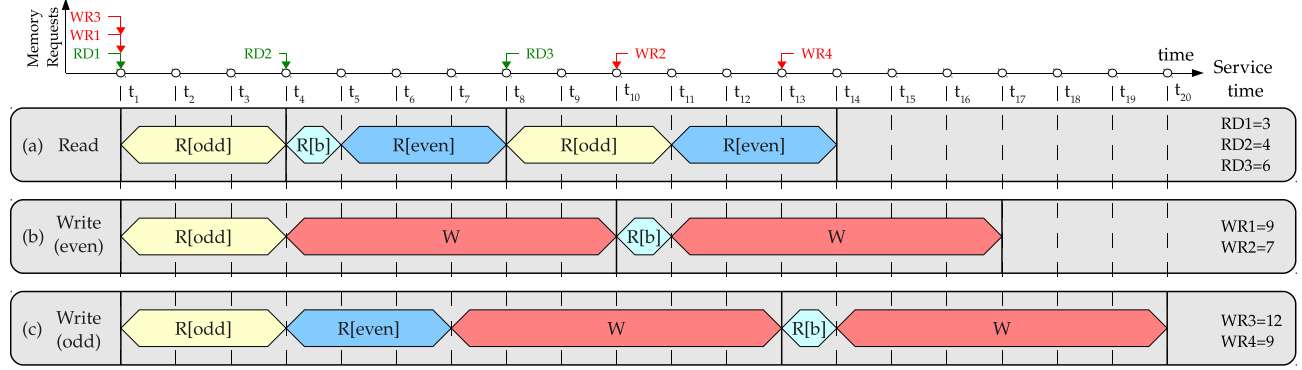 Memory Requests
WR3
WR1
RD1
RD2
RD3
WR2
WR4
time
Service time
t1 t2 t3 t4 t5 t6 t7 t8 t9 t10 t11 t12 t13 t14 t15 t16 t17 t18 t19 t20
(a) Read
R[odd] R[b] R[even] R[odd] R[even]
RD1=3
RD2=4
RD3=6
(b) Write (even)
R[odd] W R[b] W
WR1=9
WR2=7
(c) Write (odd)
R[odd] R[even] W R[b] W
WR3=12
WR4=9